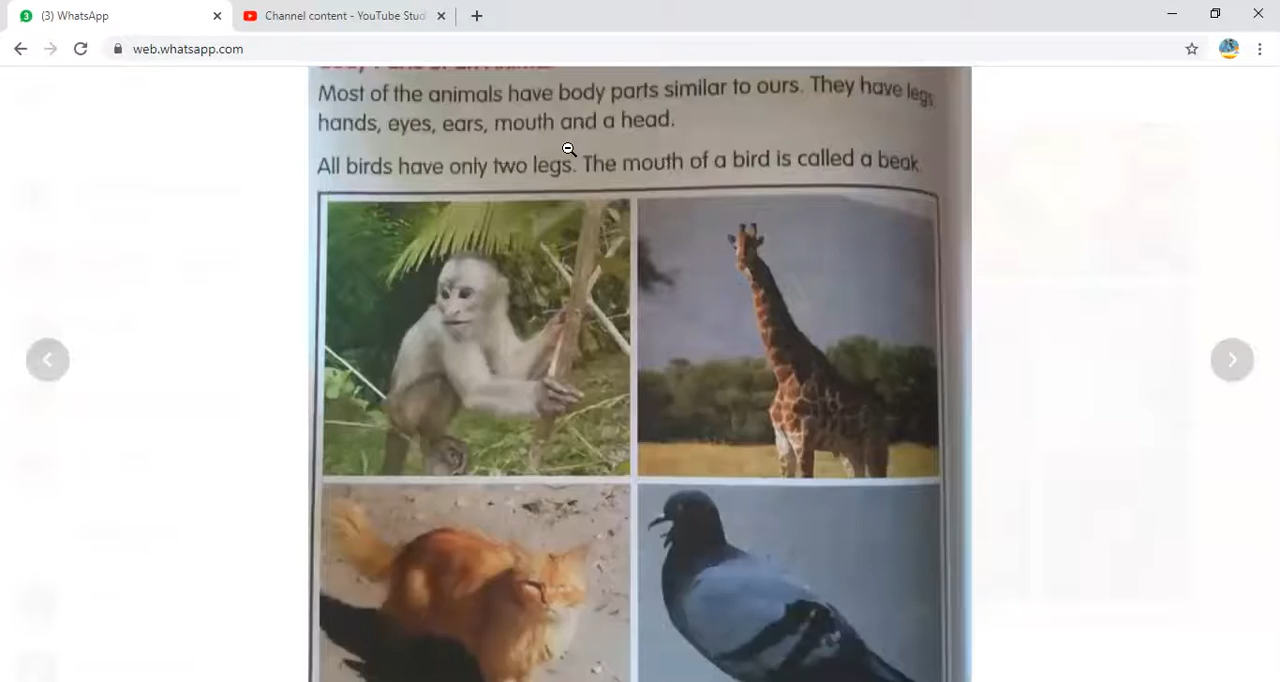 (3) WhatsApp
Channel content - YouTube Stud
web.whatsapp.com
Most of the animals have body parts similar to ours. They have legs,
hands, eyes, ears, mouth and a head.
All birds have only two legs. The mouth of a bird is called a beak.